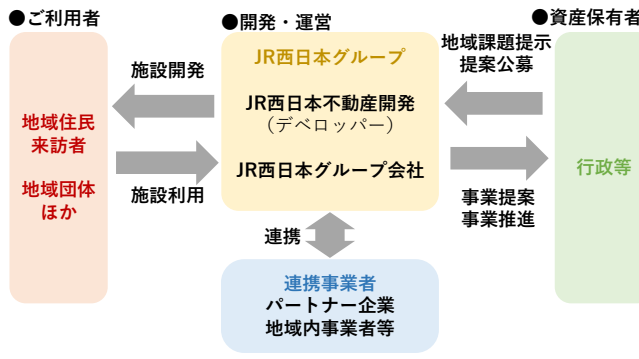 ●ご利用者
地域住民
来訪者
地域団体
ほか
施設開発
施設利用
●開発・運営
JR西日本グループ
JR西日本不動産開発
（デベロッパー）
JR西日本グループ会社
連携
連携事業者
パートナー企業
地域内事業者等
地域課題提示
提案公募
事業提案
事業推進
●資産保有者
行政等